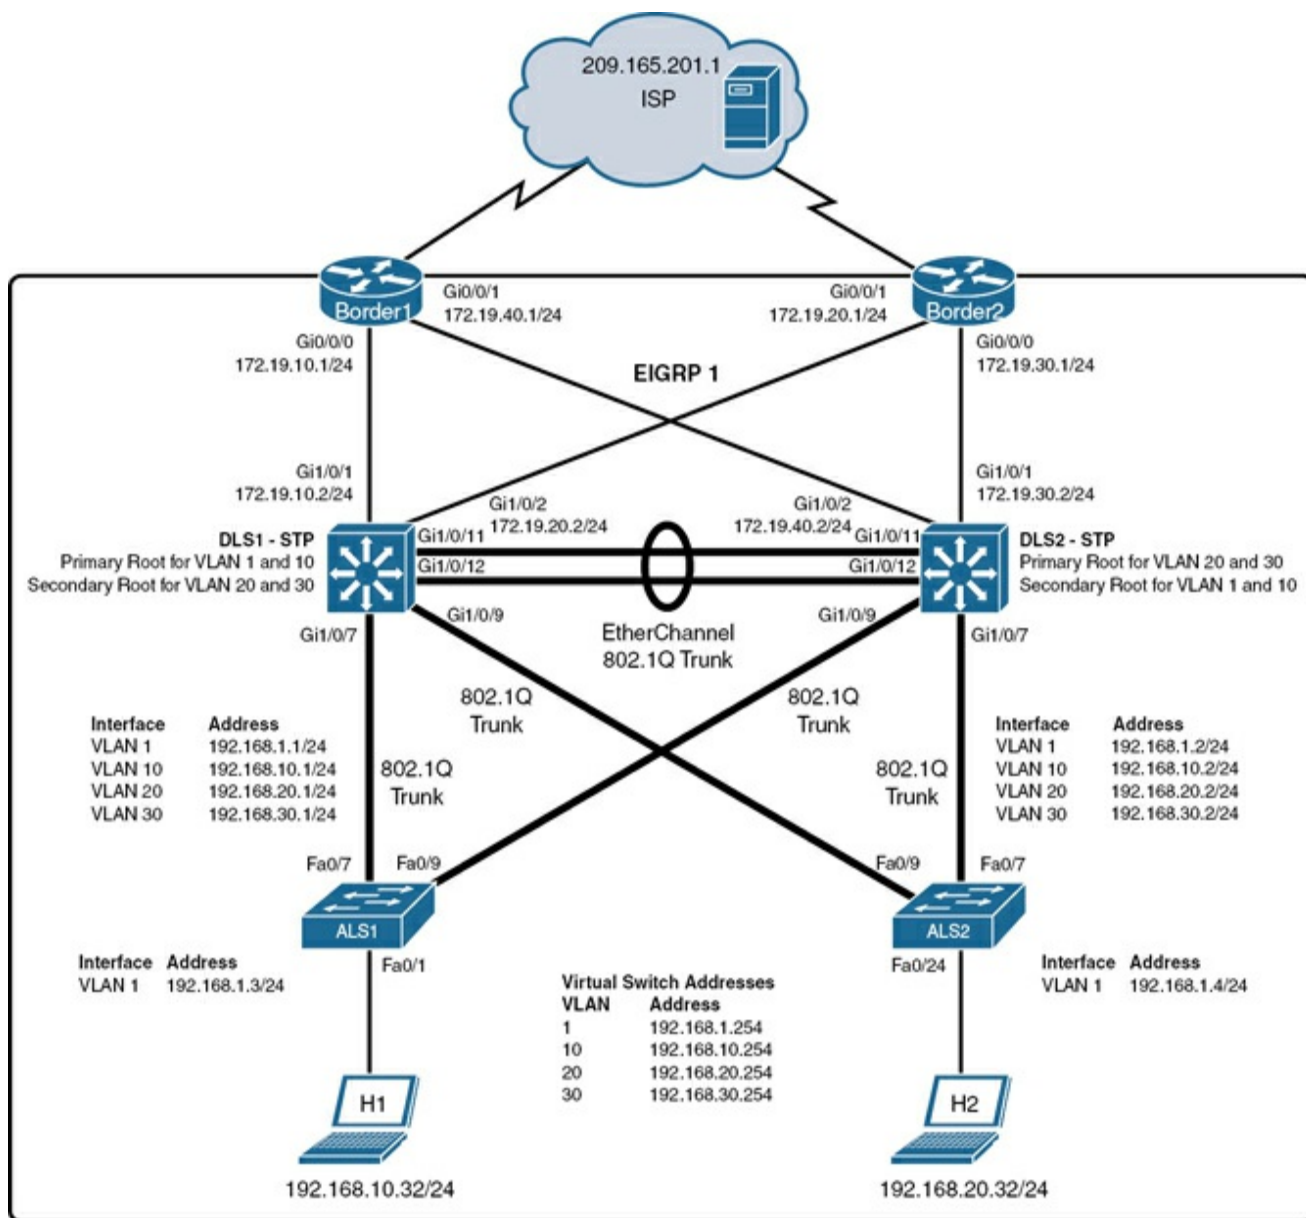 209.165.201.1
ISP
Border1
Border2
Gi0/0/1
172.19.40.1/24
Gi0/0/1
172.19.20.1/24
Gi0/0/0
172.19.10.1/24
Gi0/0/0
172.19.30.1/24
EIGRP 1
Gi1/0/1
172.19.10.2/24
Gi1/0/1
172.19.30.2/24
Gi1/0/2
172.19.20.2/24
Gi1/0/2
172.19.40.2/24
DLS1 - STP
Primary Root for VLAN 1 and 10
Secondary Root for VLAN 20 and 30
Gi1/0/11
Gi1/0/12
Gi1/0/11
Gi1/0/12
DLS2 - STP
Primary Root for VLAN 20 and 30
Secondary Root for VLAN 1 and 10
Gi1/0/7
Gi1/0/9
EtherChannel
802.1Q Trunk
Gi1/0/9
Gi1/0/7
802.1Q
Trunk
802.1Q
Trunk
Interface Address
VLAN 1 192.168.1.1/24
VLAN 10 192.168.10.1/24
VLAN 20 192.168.20.1/24
VLAN 30 192.168.30.1/24
802.1Q
Trunk
802.1Q
Trunk
Interface Address
VLAN 1 192.168.1.2/24
VLAN 10 192.168.10.2/24
VLAN 20 192.168.20.2/24
VLAN 30 192.168.30.2/24
Fa0/7
Fa0/9
Fa0/9
Fa0/7
ALS1
ALS2
Interface Address
VLAN 1 192.168.1.3/24
Fa0/1
Fa0/24
Interface Address
VLAN 1 192.168.1.4/24
Virtual Switch Addresses
VLAN Address
1 192.168.1.254
10 192.168.10.254
20 192.168.20.254
30 192.168.30.254
H1
H2
192.168.10.32/24
192.168.20.32/24